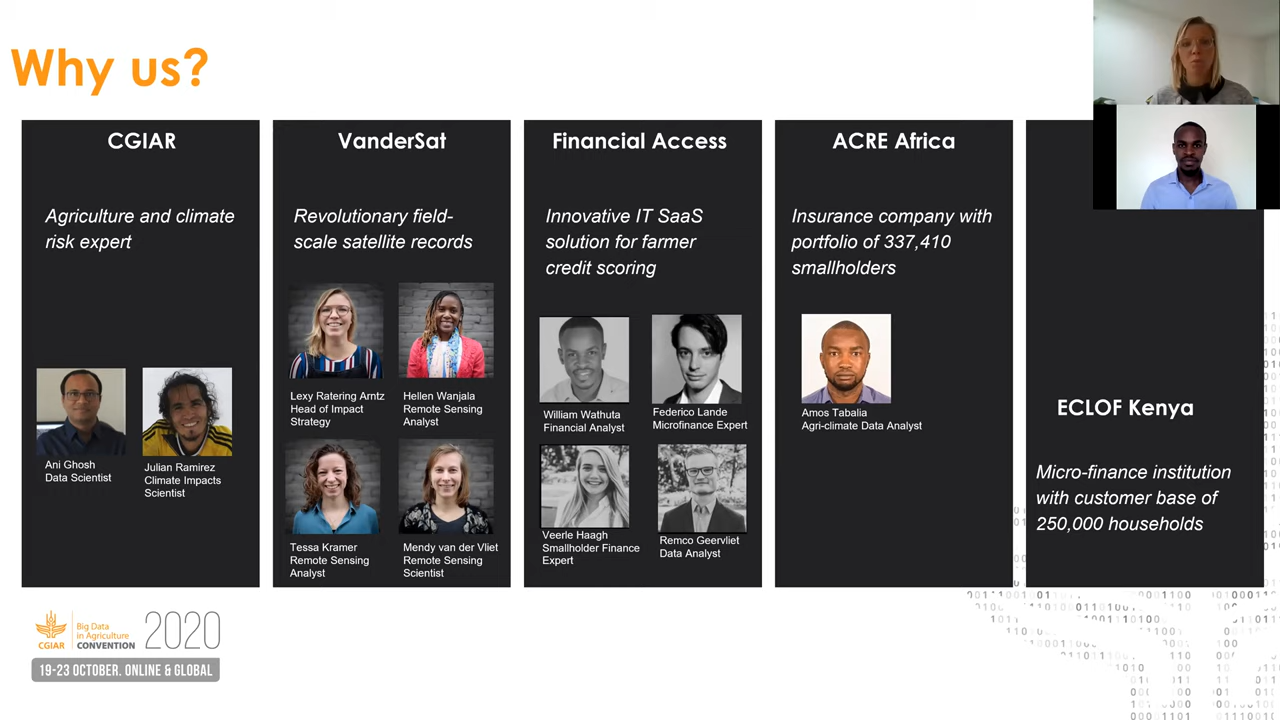 Why us?
CGIAR
Agriculture and climate
risk expert
Ani Ghosh
Data Scientist
Julian Ramirez
Climate Impacts
Scientist
VanderSat
Revolutionary field-
scale satellite records
Lexy Ratering Arntz
Head of Impact
Strategy
Hellen Wanjala
Remote Sensing
Analyst
Tessa Kramer
Remote Sensing
Analyst
Mendy van der Vliet
Remote Sensing
Scientist
Financial Access
Innovative IT SaaS
solution for farmer
credit scoring
William Wathuta
Financial Analyst
Federico Lande
Microfinance Expert
Veerle Haagh
Smallholder Finance
Expert
Remco Geervliet
Data Analyst
ACRE Africa
Insurance company with
portfolio of 337,410
smallholders
Amos Tabalia
Agri-climate Data Analyst
ECLOF Kenya
Micro-finance institution
with customer base of
250,000 households
CGIAR
Big Data
in Agriculture
CONVENTION
2020
19-23 OCTOBER. ONLINE & GLOBAL